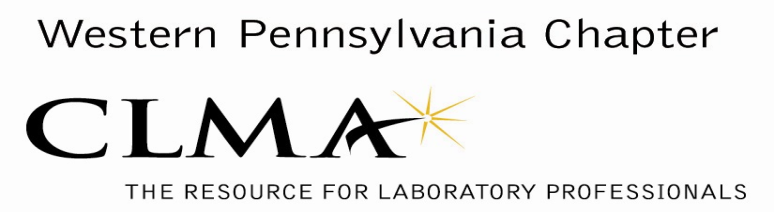 Western Pennsylvania Chapter
CLMA
THE RESOURCE FOR LABORATORY PROFESSIONALS